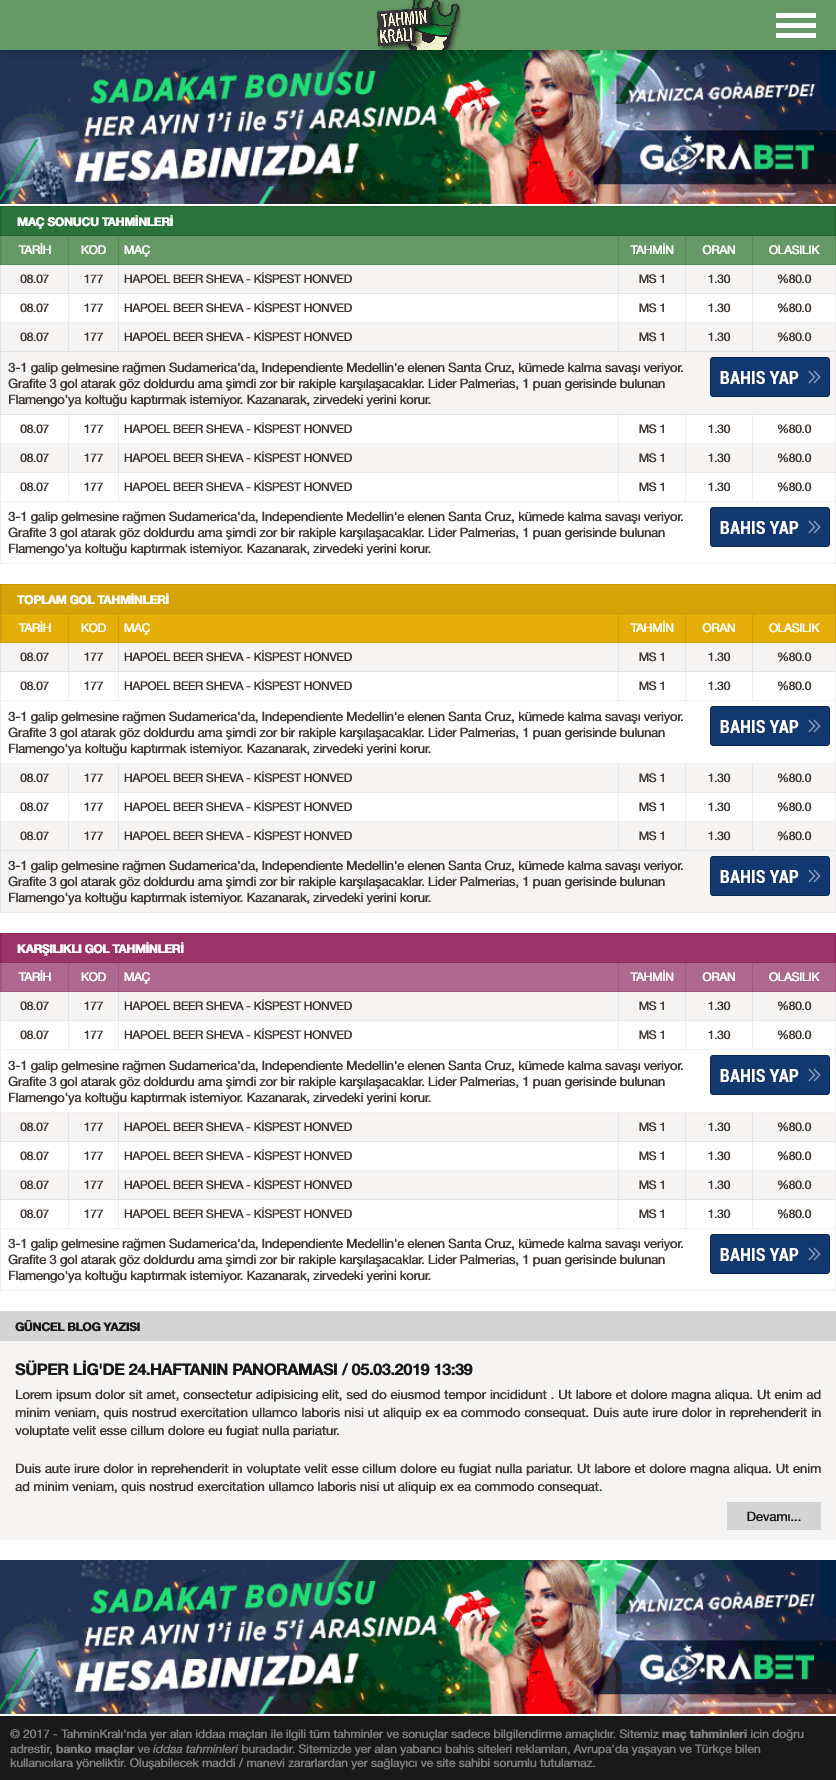 TAHMIN
KRALI
SADAKAT BONUSU
HER AYIN 1'i ile 5'i ARASINDA
HESABINIZDA!
YALNIZCA GORABET'DE!
GORABET
MAÇ SONUCU TAHMİNLERİ
TARİH KOD MAÇ TAHMİN ORAN OLASILIK
08.07 177 HAPOEL BEER SHEVA - KİSPEST HONVED MS 1 1.30 %80.0
08.07 177 HAPOEL BEER SHEVA - KİSPEST HONVED MS 1 1.30 %80.0
08.07 177 HAPOEL BEER SHEVA - KİSPEST HONVED MS 1 1.30 %80.0
3-1 galip gelmesine rağmen Sudamerica'da, Independiente Medellin'e elenen Santa Cruz, kümede kalma savaşı veriyor.
Grafite 3 gol atarak göz doldurdu ama şimdi zor bir rakiple karşılaşacaklar. Lider Palmerias, 1 puan gerisinde bulunan
Flamengo'ya koltuğu kaptırmak istemiyor. Kazanarak, zirvedeki yerini korur.
BAHIS YAP
08.07 177 HAPOEL BEER SHEVA - KİSPEST HONVED MS 1 1.30 %80.0
08.07 177 HAPOEL BEER SHEVA - KİSPEST HONVED MS 1 1.30 %80.0
08.07 177 HAPOEL BEER SHEVA - KİSPEST HONVED MS 1 1.30 %80.0
3-1 galip gelmesine rağmen Sudamerica'da, Independiente Medellin'e elenen Santa Cruz, kümede kalma savaşı veriyor.
Grafite 3 gol atarak göz doldurdu ama şimdi zor bir rakiple karşılaşacaklar. Lider Palmerias, 1 puan gerisinde bulunan
Flamengo'ya koltuğu kaptırmak istemiyor. Kazanarak, zirvedeki yerini korur.
BAHIS YAP
TOPLAM GOL TAHMİNLERİ
TARİH KOD MAÇ TAHMİN ORAN OLASILIK
08.07 177 HAPOEL BEER SHEVA - KİSPEST HONVED MS 1 1.30 %80.0
08.07 177 HAPOEL BEER SHEVA - KİSPEST HONVED MS 1 1.30 %80.0
3-1 galip gelmesine rağmen Sudamerica'da, Independiente Medellin'e elenen Santa Cruz, kümede kalma savaşı veriyor.
Grafite 3 gol atarak göz doldurdu ama şimdi zor bir rakiple karşılaşacaklar. Lider Palmerias, 1 puan gerisinde bulunan
Flamengo'ya koltuğu kaptırmak istemiyor. Kazanarak, zirvedeki yerini korur.
BAHIS YAP
08.07 177 HAPOEL BEER SHEVA - KİSPEST HONVED MS 1 1.30 %80.0
08.07 177 HAPOEL BEER SHEVA - KİSPEST HONVED MS 1 1.30 %80.0
08.07 177 HAPOEL BEER SHEVA - KİSPEST HONVED MS 1 1.30 %80.0
3-1 galip gelmesine rağmen Sudamerica'da, Independiente Medellin'e elenen Santa Cruz, kümede kalma savaşı veriyor.
Grafite 3 gol atarak göz doldurdu ama şimdi zor bir rakiple karşılaşacaklar. Lider Palmerias, 1 puan gerisinde bulunan
Flamengo'ya koltuğu kaptırmak istemiyor. Kazanarak, zirvedeki yerini korur.
BAHIS YAP
KARŞILIKLI GOL TAHMİNLERİ
TARİH KOD MAÇ TAHMİN ORAN OLASILIK
08.07 177 HAPOEL BEER SHEVA - KİSPEST HONVED MS 1 1.30 %80.0
08.07 177 HAPOEL BEER SHEVA - KİSPEST HONVED MS 1 1.30 %80.0
3-1 galip gelmesine rağmen Sudamerica'da, Independiente Medellin'e elenen Santa Cruz, kümede kalma savaşı veriyor.
Grafite 3 gol atarak göz doldurdu ama şimdi zor bir rakiple karşılaşacaklar. Lider Palmerias, 1 puan gerisinde bulunan
Flamengo'ya koltuğu kaptırmak istemiyor. Kazanarak, zirvedeki yerini korur.
BAHIS YAP
08.07 177 HAPOEL BEER SHEVA - KİSPEST HONVED MS 1 1.30 %80.0
08.07 177 HAPOEL BEER SHEVA - KİSPEST HONVED MS 1 1.30 %80.0
08.07 177 HAPOEL BEER SHEVA - KİSPEST HONVED MS 1 1.30 %80.0
08.07 177 HAPOEL BEER SHEVA - KİSPEST HONVED MS 1 1.30 %80.0
3-1 galip gelmesine rağmen Sudamerica'da, Independiente Medellin'e elenen Santa Cruz, kümede kalma savaşı veriyor.
Grafite 3 gol atarak göz doldurdu ama şimdi zor bir rakiple karşılaşacaklar. Lider Palmerias, 1 puan gerisinde bulunan
Flamengo'ya koltuğu kaptırmak istemiyor. Kazanarak, zirvedeki yerini korur.
BAHIS YAP
GÜNCEL BLOG YAZISI
SÜPER LİG'DE 24.HAFTANIN PANORAMASI / 05.03.2019 13:39
Lorem ipsum dolor sit amet, consectetur adipisicing elit, sed do eiusmod tempor incididunt . Ut labore et dolore magna aliqua. Ut enim ad
minim veniam, quis nostrud exercitation ullamco laboris nisi ut aliquip ex ea commodo consequat. Duis aute irure dolor in reprehenderit in
voluptate velit esse cillum dolore eu fugiat nulla pariatur.
Duis aute irure dolor in reprehenderit in voluptate velit esse cillum dolore eu fugiat nulla pariatur. Ut labore et dolore magna aliqua. Ut enim
ad minim veniam, quis nostrud exercitation ullamco laboris nisi ut aliquip ex ea commodo consequat.
Devamı...
SADAKAT BONUSU
HER AYIN 1'i ile 5'i ARASINDA
HESABINIZDA!
YALNIZCA GORABET'DE!
GORABET
© 2017 - TahminKralı'nda yer alan iddaa maçları ile ilgili tüm tahminler ve sonuçlar sadece bilgilendirme amaçlıdır. Sitemiz maç tahminleri icin doğru
adrestir, banko maçlar ve iddaa tahminleri buradadır. Sitemizde yer alan yabancı bahis siteleri reklamları, Avrupa'da yaşayan ve Türkçe bilen
kullanıcılara yöneliktir. Oluşabilecek maddi / manevi zararlardan yer sağlayıcı ve site sahibi sorumlu tutulamaz.